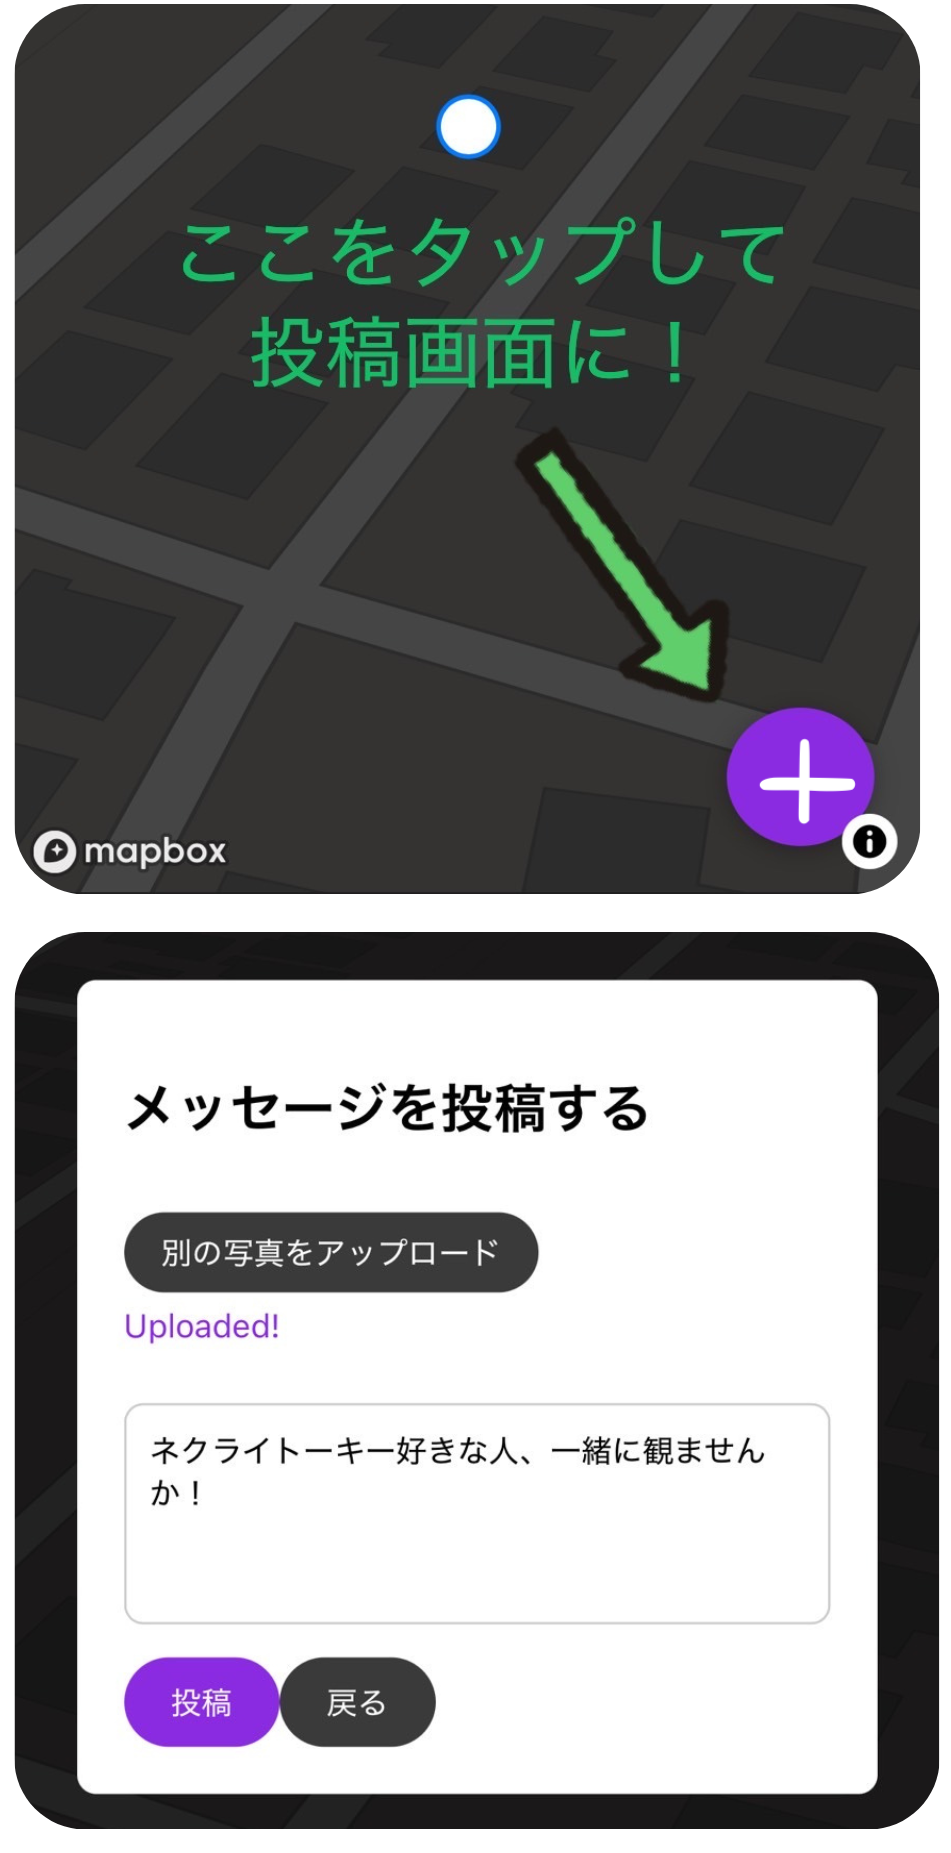 ここをタップして
投稿画面に！
mapbox
メッセージを投稿する
別の写真をアップロード
Uploaded!
ネクライトーキー好きな人、一緒に観ません
か！
投稿
戻る